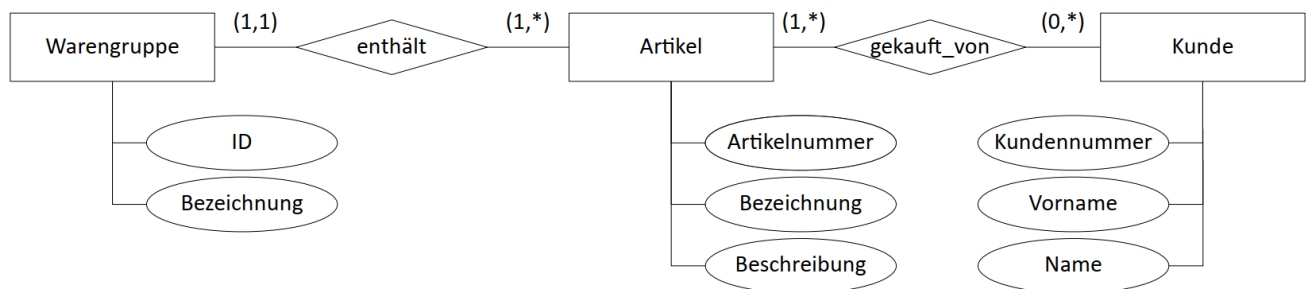 (1,1) (1,*) (1,*) (0,*)
Warengruppe enthält Artikel gekauft_von Kunde
ID Artikelnummer Kundennummer
Bezeichnung Bezeichnung Vorname
Beschreibung Name